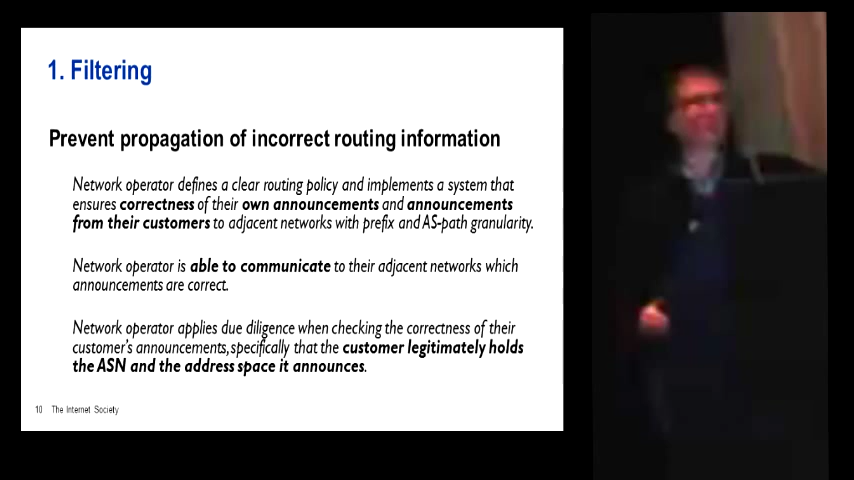 1. Filtering
Prevent propagation of incorrect routing information
Network operator defines a clear routing policy and implements a system that
ensures correctness of their own announcements and announcements
from their customers to adjacent networks with prefix and AS-path granularity.
Network operator is able to communicate to their adjacent networks which
announcements are correct.
Network operator applies due diligence when checking the correctness of their
customer's announcements, specifically that the customer legitimately holds
the ASN and the address space it announces.
10 The Internet Society